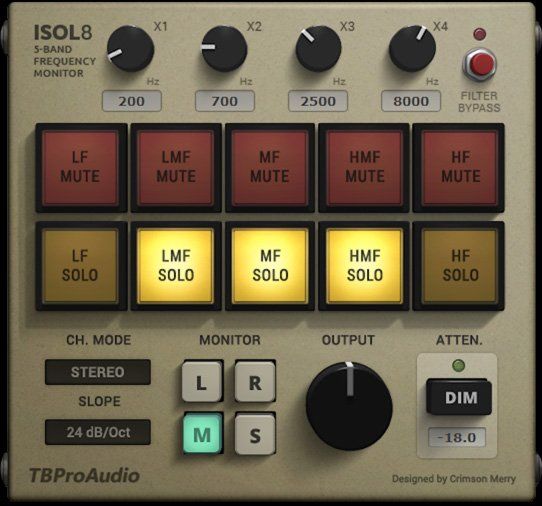 ISOL8
5-BAND
FREQUENCY
MONITOR
X1
X2
X3
X4
Hz
Hz
Hz
Hz
200
700
2500
8000
FILTER
BYPASS
LF
MUTE
LMF
MUTE
MF
MUTE
HMF
MUTE
HF
MUTE
LF
SOLO
LMF
SOLO
MF
SOLO
HMF
SOLO
HF
SOLO
CH. MODE
MONITOR
OUTPUT
ATTEN.
STEREO
L
R
SLOPE
DIM
24 dB/Oct
M
S
-18.0
TBProAudio
Designed by Crimson Merry